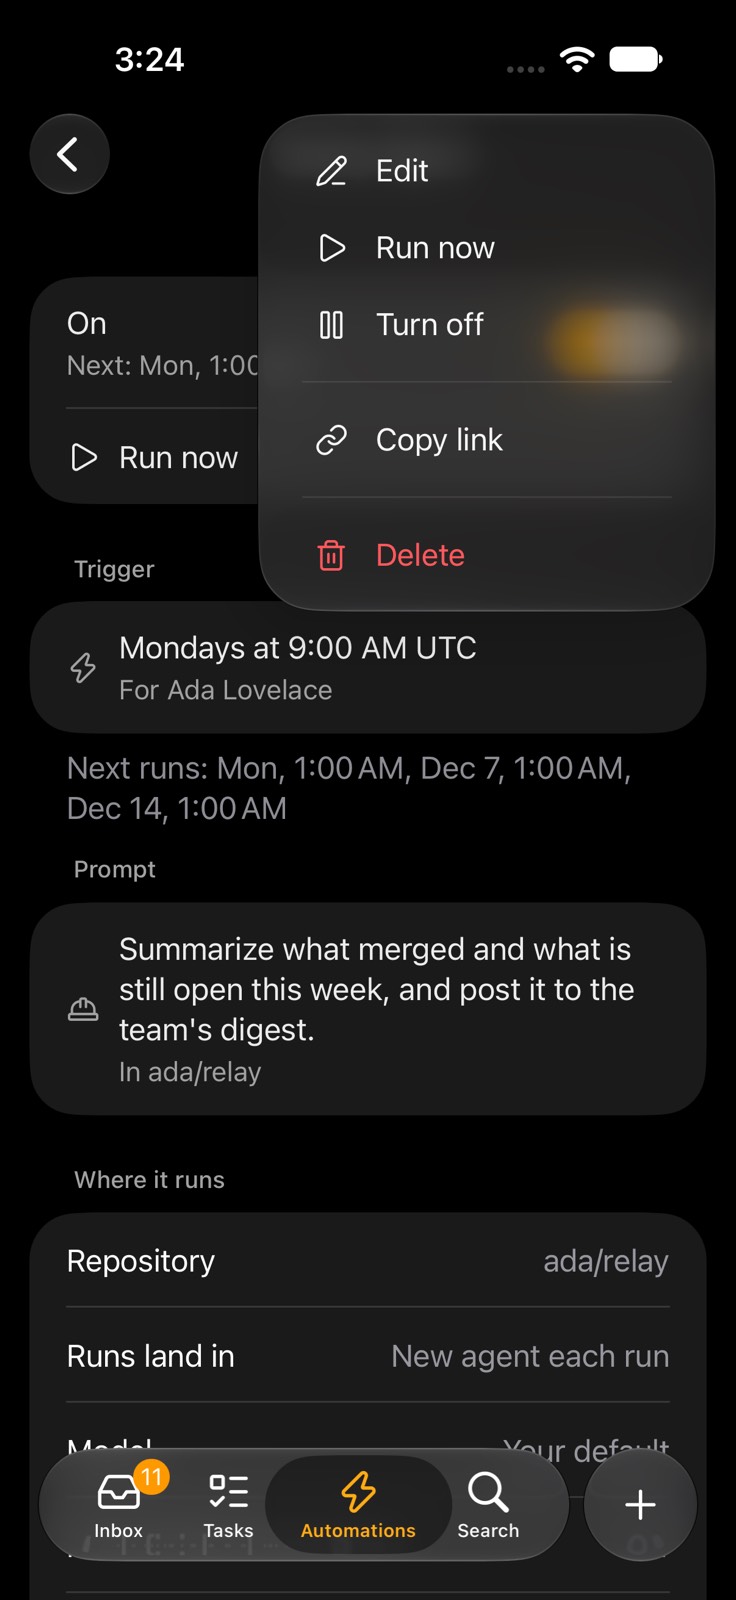 3:24
Edit
Run now
Turn off
Copy link
Delete
On
Next: Mon, 1:00
Run now
Trigger
Mondays at 9:00 AM UTC
For Ada Lovelace
Next runs: Mon, 1:00 AM, Dec 7, 1:00 AM,
Dec 14, 1:00 AM
Prompt
Summarize what merged and what is
still open this week, and post it to the
team's digest.
In ada/relay
Where it runs
Repository
ada/relay
Runs land in
New agent each run
Model
Your default
11
Inbox
Tasks
Automations
Search